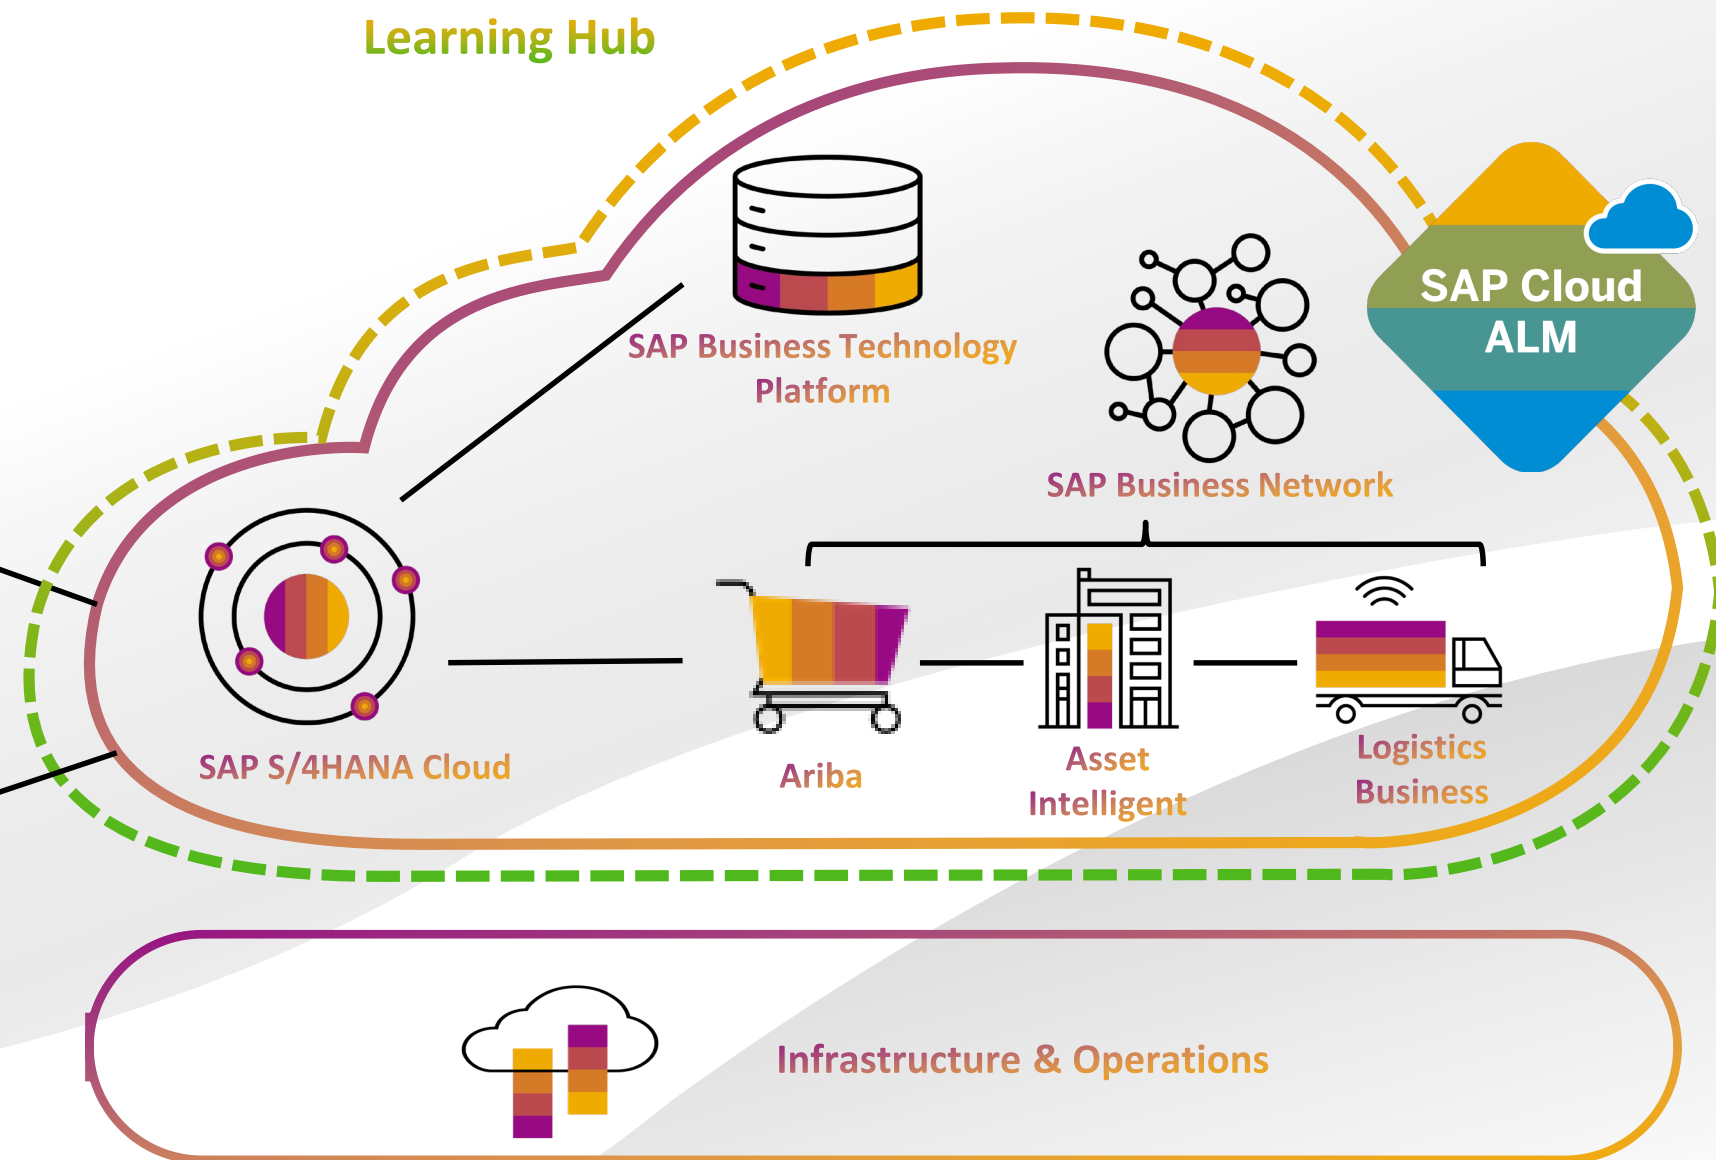 Learning Hub
SAP Cloud
ALM
SAP Business Technology
Platform
SAP Business Network
SAP S/4HANA Cloud
Ariba
Asset
Intelligent
Logistics
Business
Infrastructure & Operations